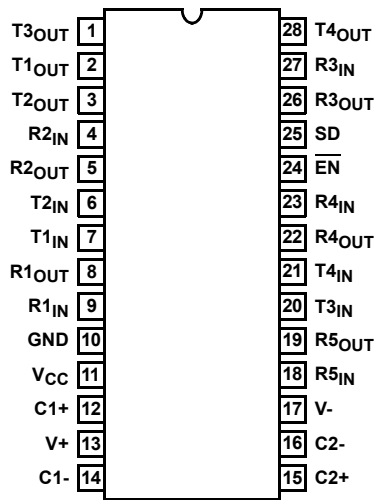 T3OUT 1 28 T4OUT
T1OUT 2 27 R3IN
T2OUT 3 26 R3OUT
R2IN 4 25 SD
R2OUT 5 24 E̅N̅
T2IN 6 23 R4IN
T1IN 7 22 R4OUT
R1OUT 8 21 T4IN
R1IN 9 20 T3IN
GND 10 19 R5OUT
VCC 11 18 R5IN
C1+ 12 17 V-
V+ 13 16 C2-
C1- 14 15 C2+